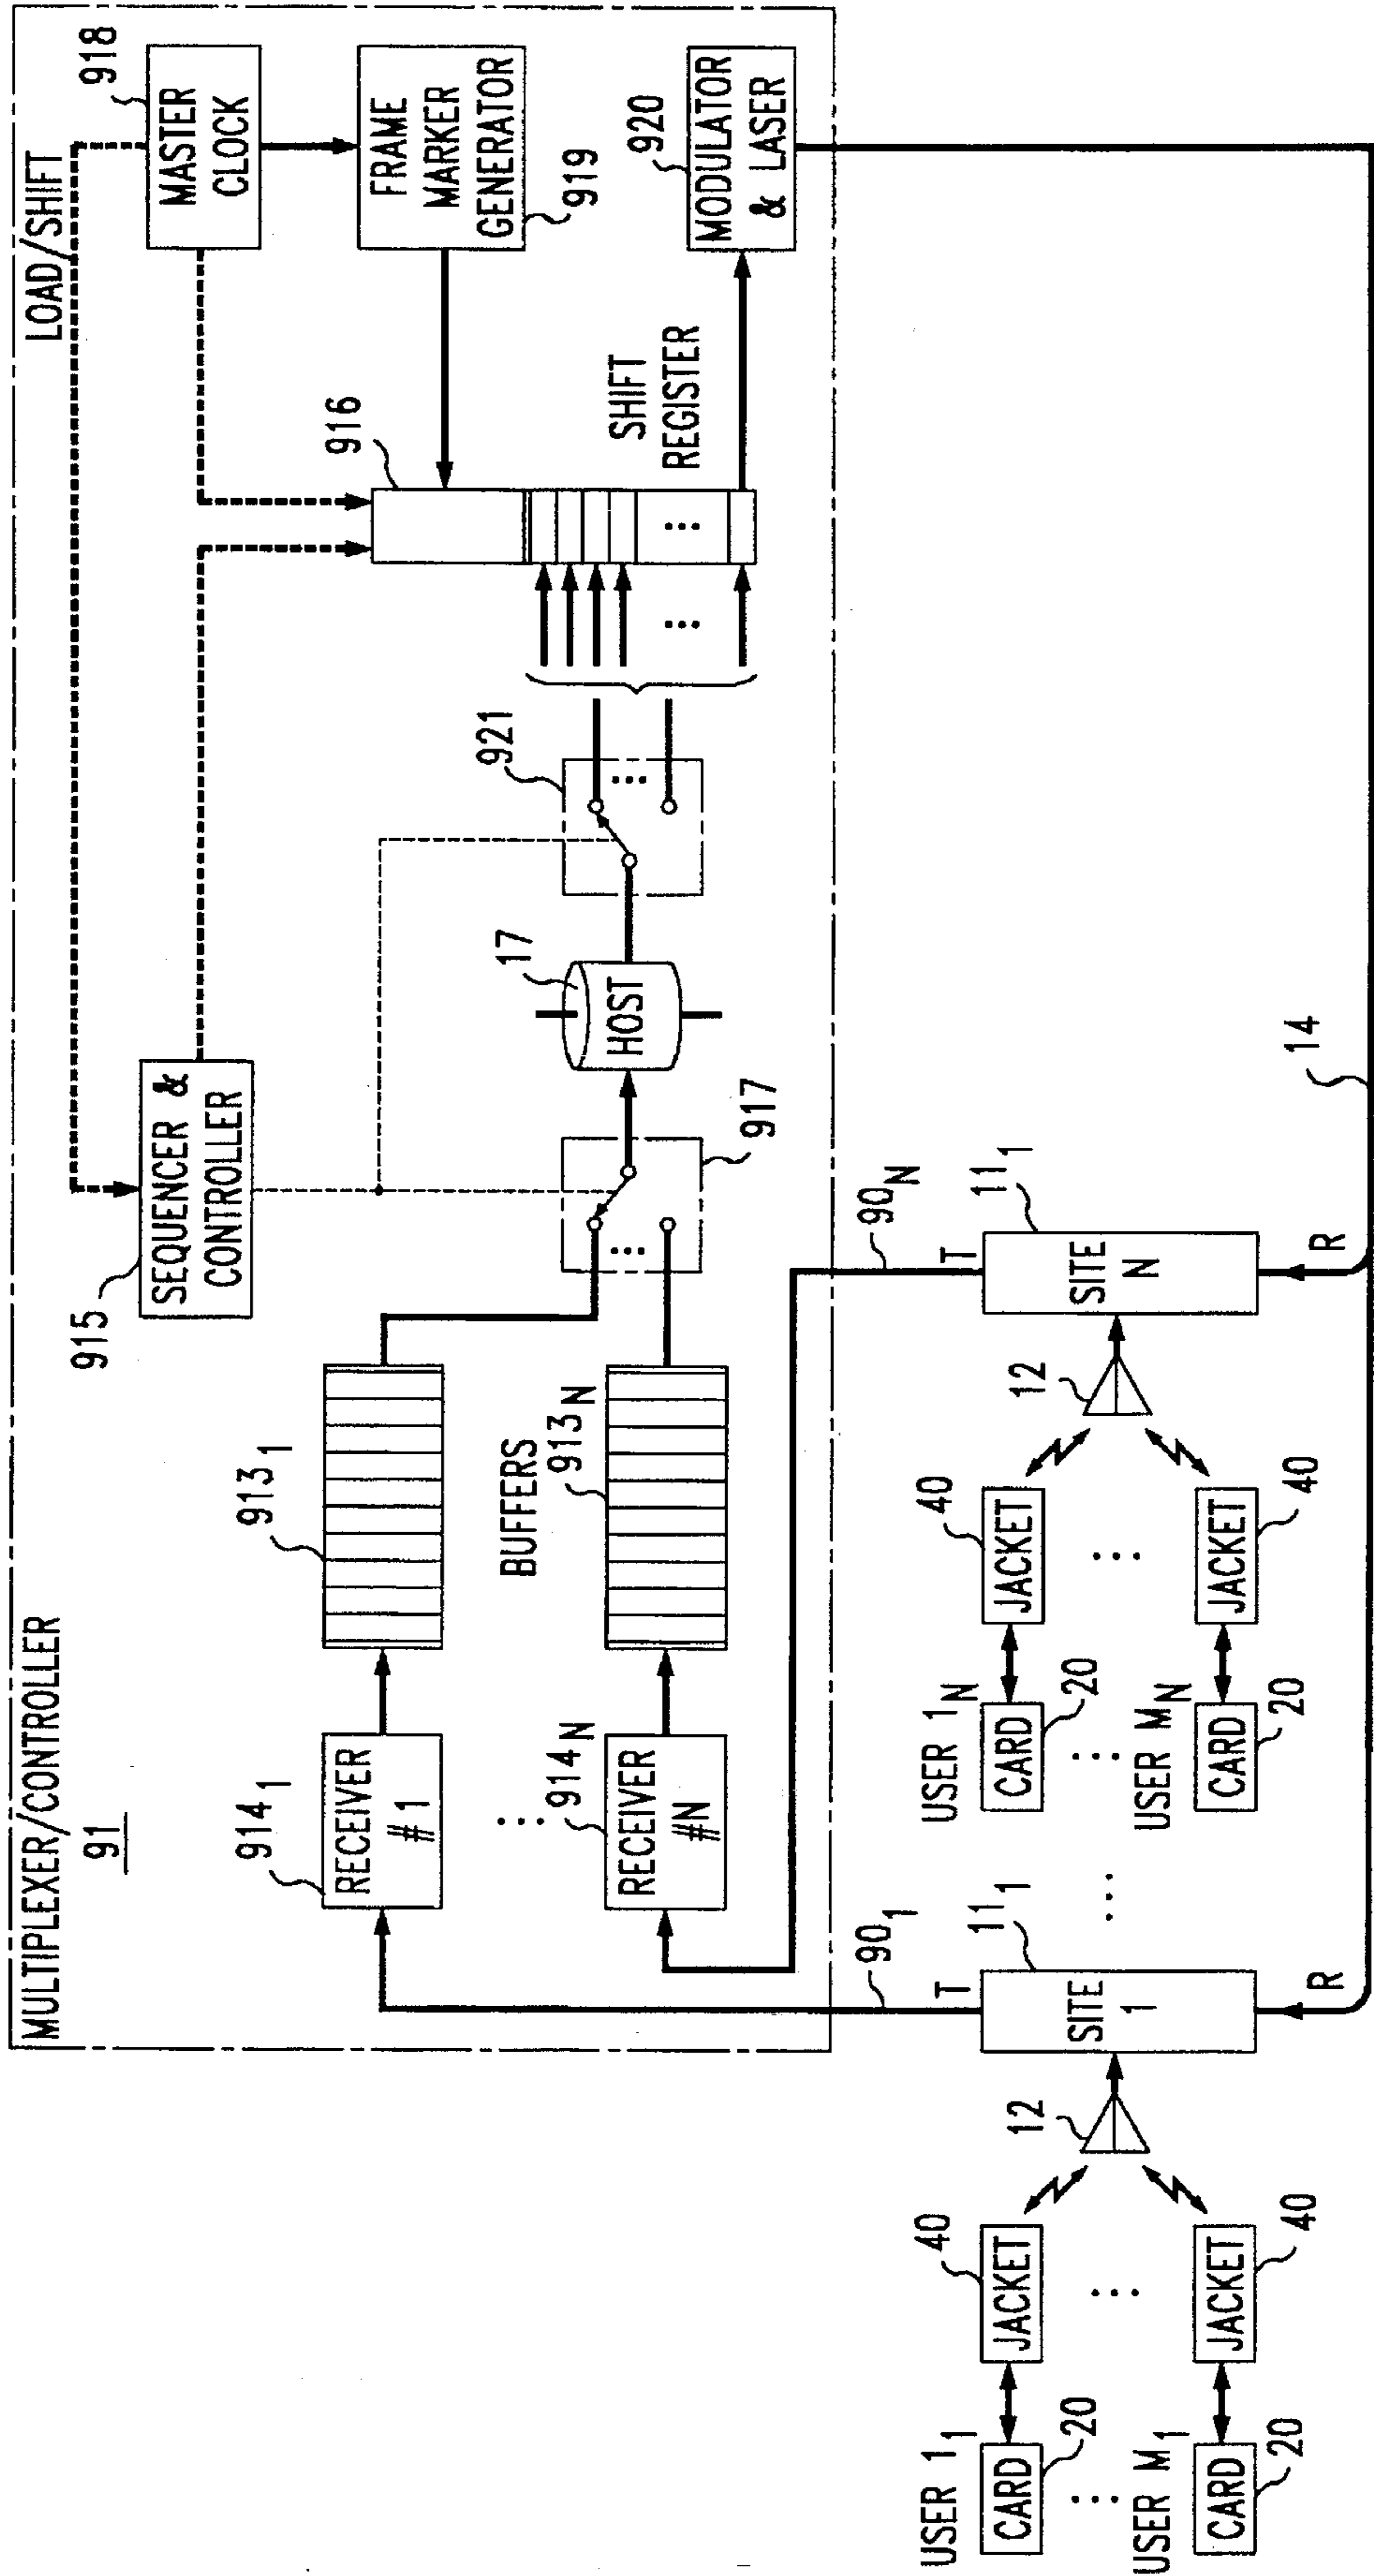 MULTIPLEXER/CONTROLLER
91
LOAD/SHIFT
915
SEQUENCER &
CONTROLLER
918
MASTER
CLOCK
914 1
RECEIVER
#1
913 1
916
FRAME
MARKER
GENERATOR
919
914 N
RECEIVER
#N
BUFFERS
913 N
917
17
HOST
921
SHIFT
REGISTER
920
MODULATOR
& LASER
90 1
90 N
USER 1 1
CARD
20
40
JACKET
12
T
11 1
SITE
1
R
USER M 1
CARD
20
JACKET
40
USER 1 N
CARD
20
40
JACKET
12
T
11 1
SITE
N
R
USER M N
CARD
20
JACKET
40
14